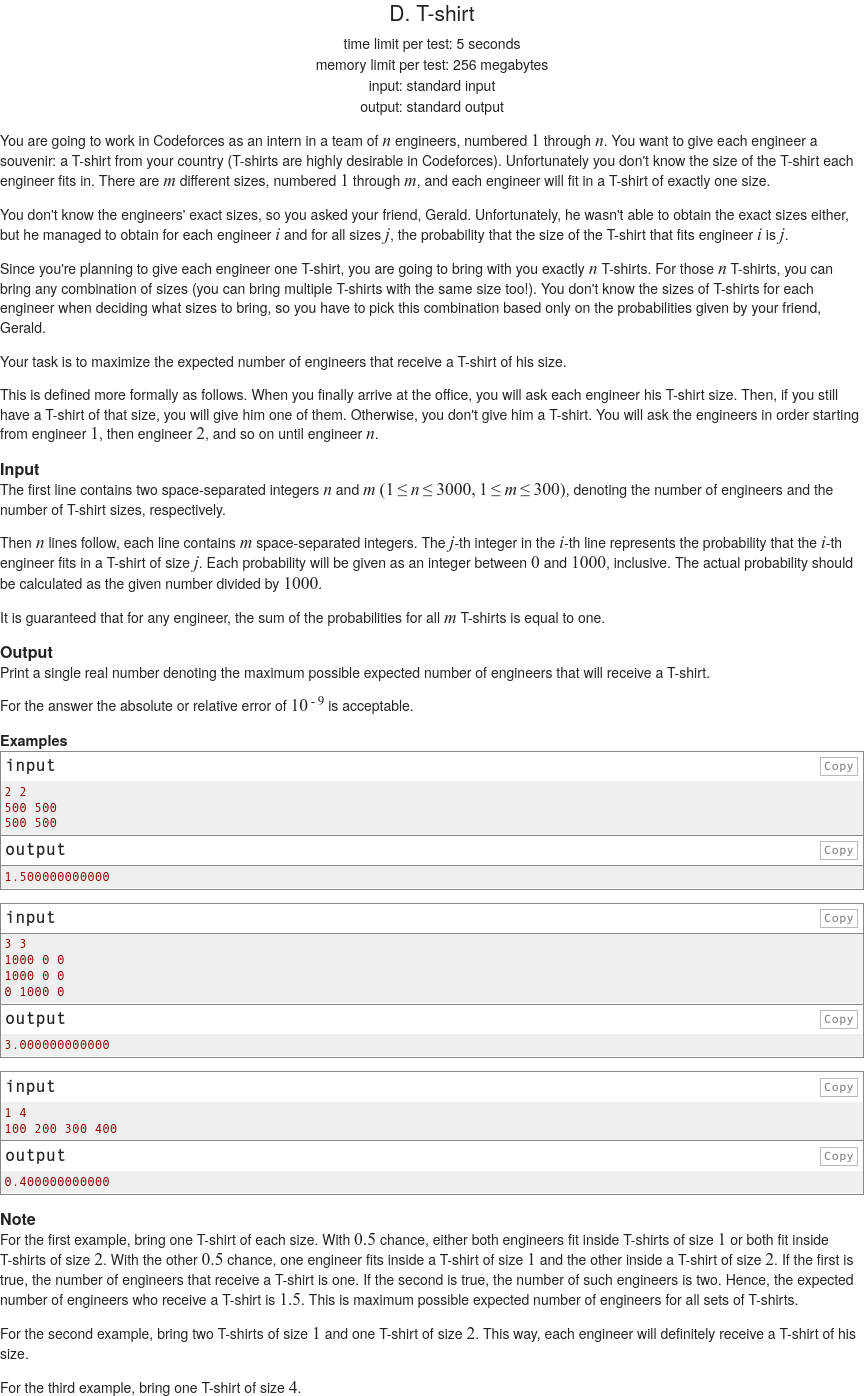 D. T-shirt
time limit per test: 5 seconds
memory limit per test: 256 megabytes
input: standard input
output: standard output
You are going to work in Codeforces as an intern in a team of n engineers, numbered 1 through n. You want to give each engineer a
souvenir: a T-shirt from your country (T-shirts are highly desirable in Codeforces). Unfortunately you don't know the size of the T-shirt each
engineer fits in. There are m different sizes, numbered 1 through m, and each engineer will fit in a T-shirt of exactly one size.
You don't know the engineers' exact sizes, so you asked your friend, Gerald. Unfortunately, he wasn't able to obtain the exact sizes either,
but he managed to obtain for each engineer i and for all sizes j, the probability that the size of the T-shirt that fits engineer i is j.
Since you're planning to give each engineer one T-shirt, you are going to bring with you exactly n T-shirts. For those n T-shirts, you can
bring any combination of sizes (you can bring multiple T-shirts with the same size too!). You don't know the sizes of T-shirts for each
engineer when deciding what sizes to bring, so you have to pick this combination based only on the probabilities given by your friend,
Gerald.
Your task is to maximize the expected number of engineers that receive a T-shirt of his size.
This is defined more formally as follows. When you finally arrive at the office, you will ask each engineer his T-shirt size. Then, if you still
have a T-shirt of that size, you will give him one of them. Otherwise, you don't give him a T-shirt. You will ask the engineers in order starting
from engineer 1, then engineer 2, and so on until engineer n.
Input
The first line contains two space-separated integers n and m (1 ≤ n ≤ 3000, 1 ≤ m ≤ 300), denoting the number of engineers and the
number of T-shirt sizes, respectively.
Then n lines follow, each line contains m space-separated integers. The j-th integer in the i-th line represents the probability that the i-th
engineer fits in a T-shirt of size j. Each probability will be given as an integer between 0 and 1000, inclusive. The actual probability should
be calculated as the given number divided by 1000.
It is guaranteed that for any engineer, the sum of the probabilities for all m T-shirts is equal to one.
Output
Print a single real number denoting the maximum possible expected number of engineers that will receive a T-shirt.
For the answer the absolute or relative error of 10^-9 is acceptable.
Examples
input Copy
2 2
500 500
500 500
output Copy
1.500000000000
input Copy
3 3
1000 0 0
1000 0 0
0 1000 0
output Copy
3.000000000000
input Copy
1 4
100 200 300 400
output Copy
0.400000000000
Note
For the first example, bring one T-shirt of each size. With 0.5 chance, either both engineers fit inside T-shirts of size 1 or both fit inside
T-shirts of size 2. With the other 0.5 chance, one engineer fits inside a T-shirt of size 1 and the other inside a T-shirt of size 2. If the first is
true, the number of engineers that receive a T-shirt is one. If the second is true, the number of such engineers is two. Hence, the expected
number of engineers who receive a T-shirt is 1.5. This is maximum possible expected number of engineers for all sets of T-shirts.
For the second example, bring two T-shirts of size 1 and one T-shirt of size 2. This way, each engineer will definitely receive a T-shirt of his
size.
For the third example, bring one T-shirt of size 4.